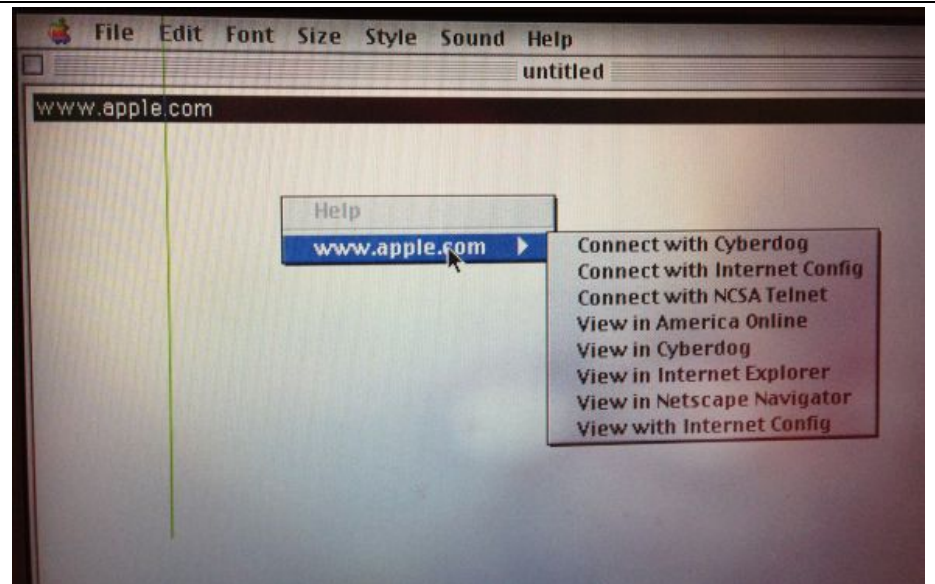 File Edit Font Size Style Sound Help
untitled
www.apple.com
Help
www.apple.com
Connect with Cyberdog
Connect with Internet Config
Connect with NCSA Telnet
View in America Online
View in Cyberdog
View in Internet Explorer
View in Netscape Navigator
View with Internet Config